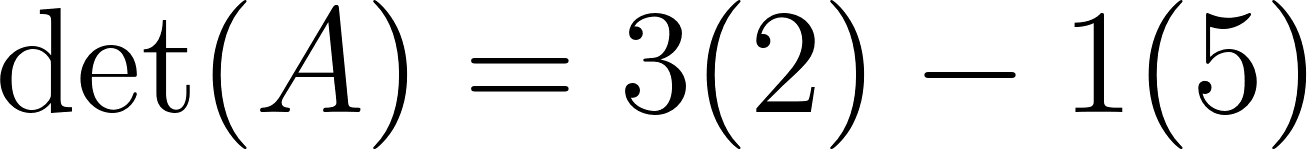 det(A) = 3(2) − 1(5)